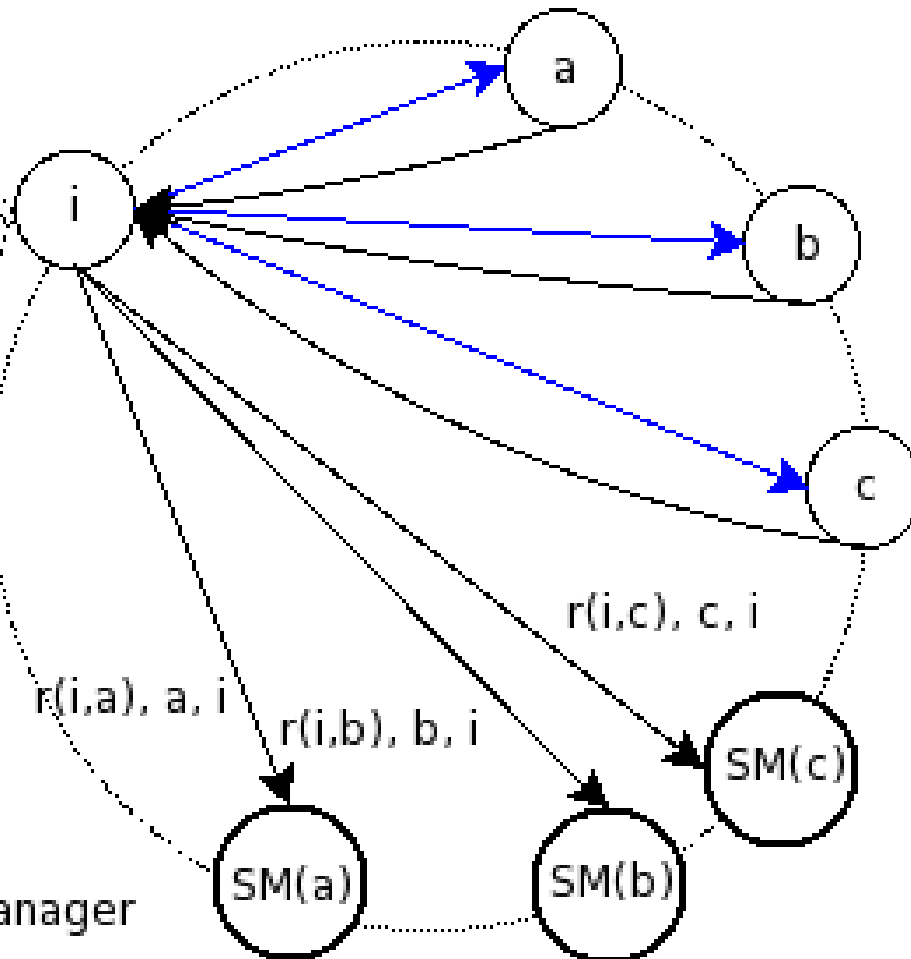 a
i
b
c
r(i,c), c, i
r(i,a), a, i
r(i,b), b, i
SM(c)
SM(a)
SM(b)
anager